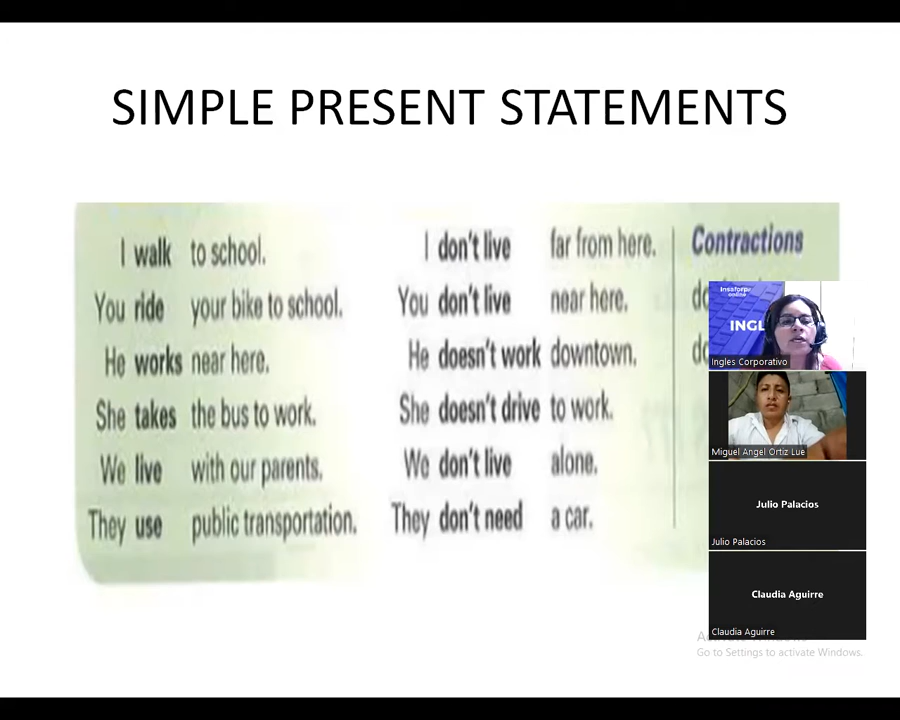 SIMPLE PRESENT STATEMENTS
I walk to school. I don't live far from here. Contractions
You ride your bike to school. You don't live near here.
He works near here. He doesn't work downtown.
She takes the bus to work. She doesn't drive to work.
We live with our parents. We don't live alone.
They use public transportation. They don't need a car.
Insaforp
online
INGL
Ingles Corporativo
Miguel Angel Ortiz Lue
Julio Palacios
Julio Palacios
Claudia Aguirre
Claudia Aguirre
Go to Settings to activate Windows.